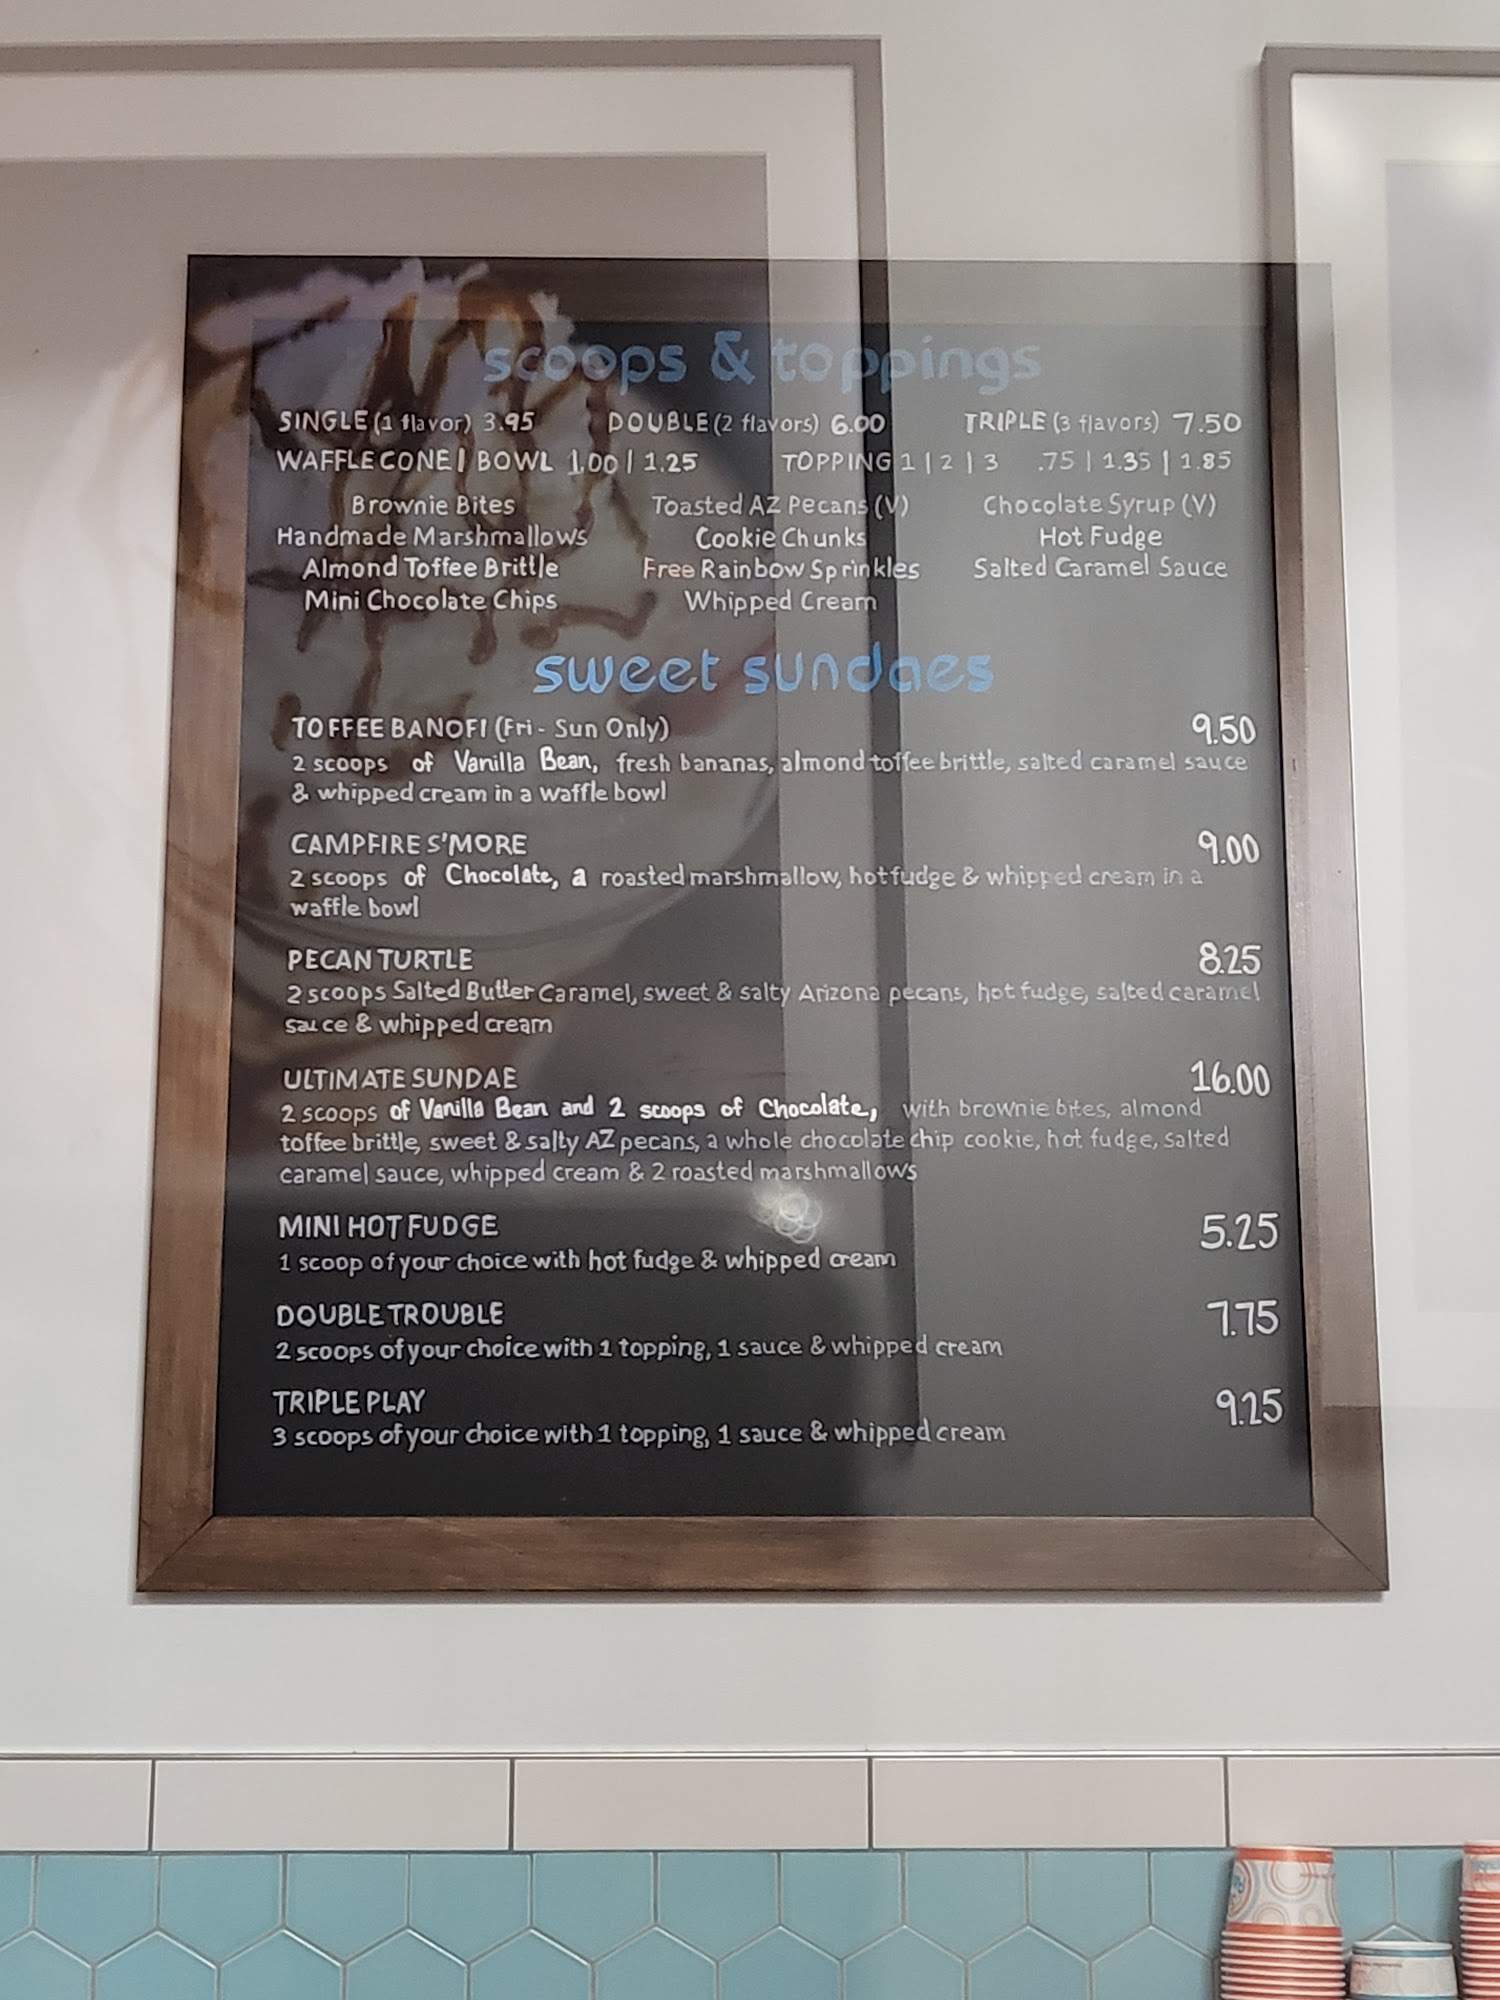 scoops & toppings
SINGLE (1 flavor) 3.95 DOUBLE (2 flavors) 6.00 TRIPLE (3 flavors) 7.50
WAFFLE CONE | BOWL 1.00 | 1.25 TOPPING 1 | 2 | 3 .75 | 1.35 | 1.85
Brownie Bites Toasted AZ Pecans (V) Chocolate Syrup (V)
Handmade Marshmallows Cookie Chunks Hot Fudge
Almond Toffee Brittle Free Rainbow Sprinkles Salted Caramel Sauce
Mini Chocolate Chips Whipped Cream
sweet sundaes
TOFFEE BANOFI (Fri - Sun Only) 9.50
2 scoops of Vanilla Bean, fresh bananas, almond toffee brittle, salted caramel sauce
& whipped cream in a waffle bowl
CAMPFIRE S'MORE 9.00
2 scoops of Chocolate, a roasted marshmallow, hot fudge & whipped cream in a
waffle bowl
PECAN TURTLE 8.25
2 scoops Salted Butter Caramel, sweet & salty Arizona pecans, hot fudge, salted caramel
sauce & whipped cream
ULTIMATE SUNDAE 16.00
2 scoops of Vanilla Bean and 2 scoops of Chocolate, with brownie bites, almond
toffee brittle, sweet & salty AZ pecans, a whole chocolate chip cookie, hot fudge, salted
caramel sauce, whipped cream & 2 roasted marshmallows
MINI HOT FUDGE 5.25
1 scoop of your choice with hot fudge & whipped cream
DOUBLE TROUBLE 7.75
2 scoops of your choice with 1 topping, 1 sauce & whipped cream
TRIPLE PLAY 9.25
3 scoops of your choice with 1 topping, 1 sauce & whipped cream